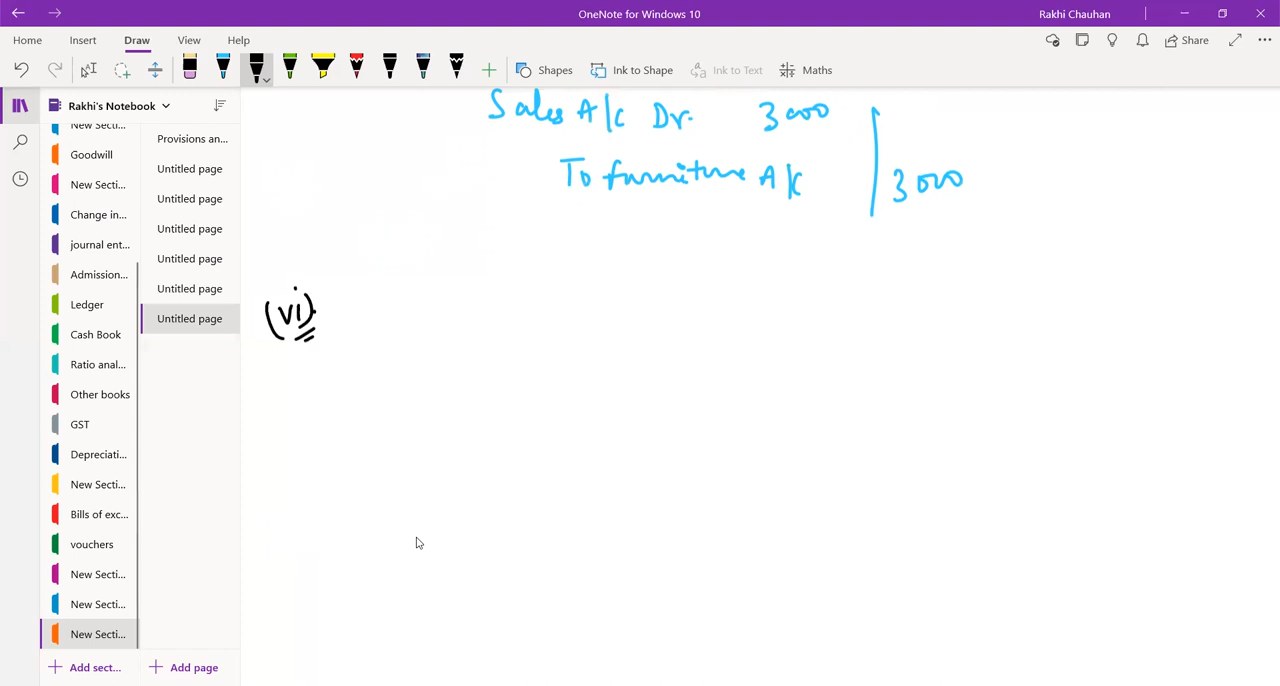 OneNote for Windows 10
Rakhi Chauhan
Home Insert Draw View Help
Share
Shapes Ink to Shape Ink to Text Maths
Rakhi's Notebook
New Secti...
Goodwill
New Secti...
Change in...
journal ent...
Admission...
Ledger
Cash Book
Ratio anal...
Other books
GST
Depreciati...
New Secti...
Bills of exc...
vouchers
New Secti...
New Secti...
New Secti...
Add sect...
Provisions an...
Untitled page
Untitled page
Untitled page
Untitled page
Untitled page
Untitled page
Add page
Sales A/c Dr. 3000
To furniture A/c 3000
(vi)